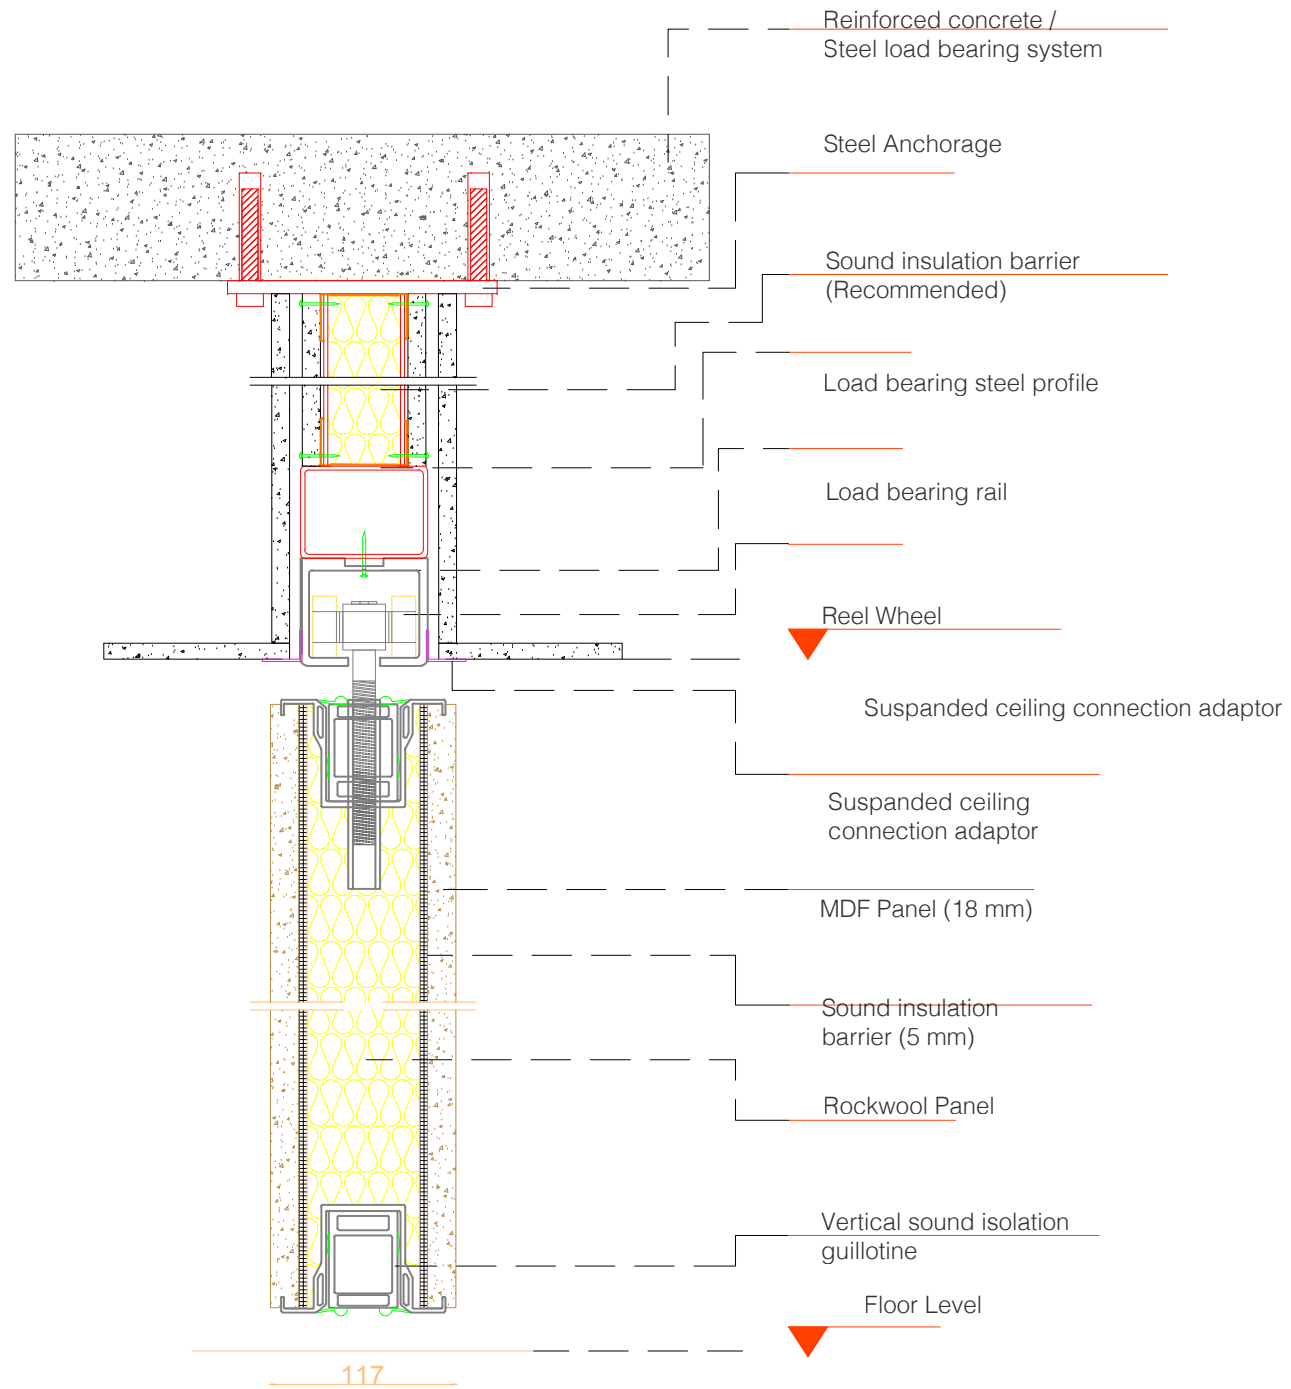 Reinforced concrete /
Steel load bearing system
Steel Anchorage
Sound insulation barrier
(Recommended)
Load bearing steel profile
Load bearing rail
Reel Wheel
Suspanded ceiling connection adaptor
Suspanded ceiling
connection adaptor
MDF Panel (18 mm)
Sound insulation
barrier (5 mm)
Rockwool Panel
Vertical sound isolation
guillotine
Floor Level
117